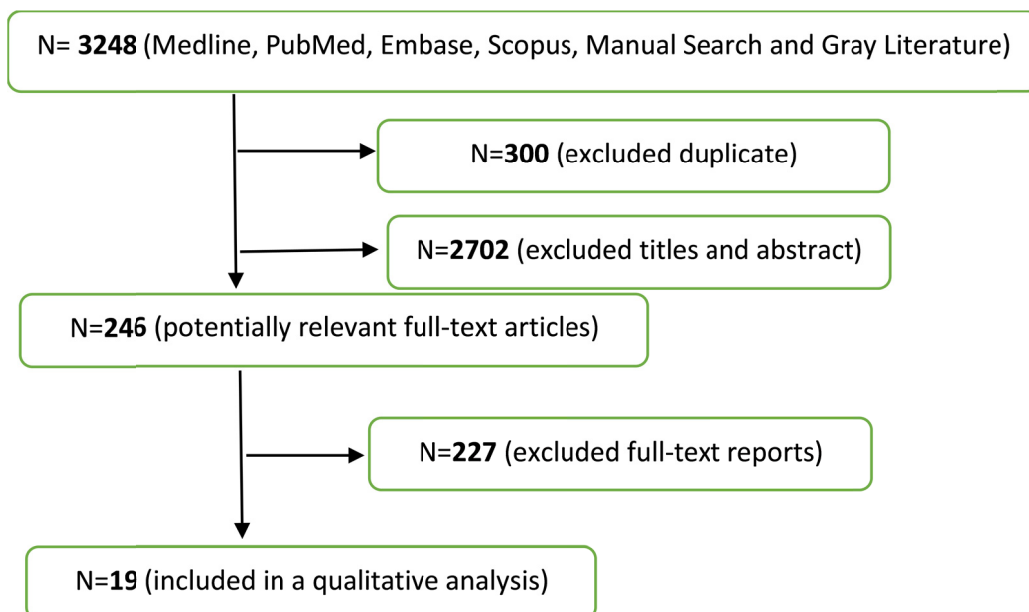 N= 3248 (Medline, PubMed, Embase, Scopus, Manual Search and Gray Literature)
N=300 (excluded duplicate)
N=2702 (excluded titles and abstract)
N=246 (potentially relevant full-text articles)
N=227 (excluded full-text reports)
N=19 (included in a qualitative analysis)